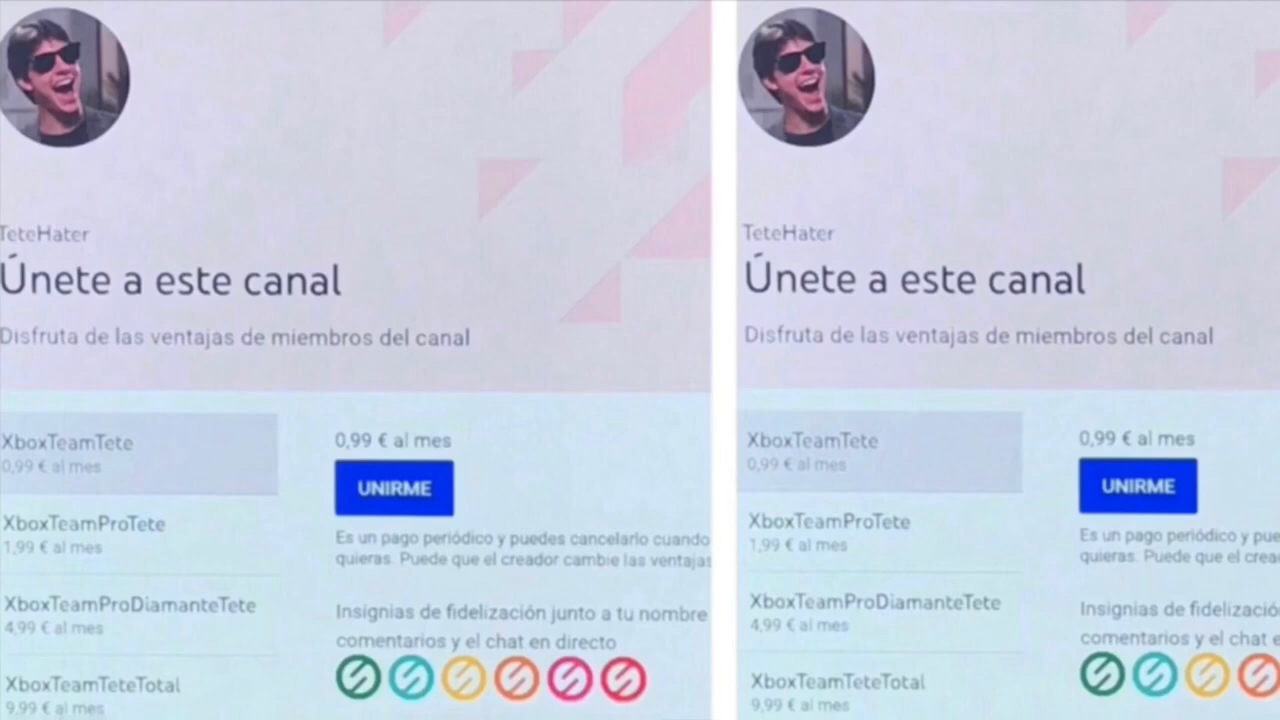 TeteHater
Únete a este canal
Disfruta de las ventajas de miembros del canal
XboxTeamTete
0,99 € al mes
XboxTeamProTete
1,99 € al mes
XboxTeamProDiamanteTete
4,99 € al mes
XboxTeamTeteTotal
9,99 € al mes
0,99 € al mes
UNIRME
Es un pago periódico y puedes cancelarlo cuando
quieras. Puede que el creador cambie las ventajas
Insignias de fidelización junto a tu nombre
comentarios y el chat en directo
TeteHater
Únete a este canal
Disfruta de las ventajas de miembros del canal
XboxTeamTete
0,99 € al mes
XboxTeamProTete
1,99 € al mes
XboxTeamProDiamanteTete
4,99 € al mes
XboxTeamTeteTotal
9,99 € al mes
0,99 € al mes
UNIRME
Es un pago periódico y pue
quieras. Puede que el crea
Insignias de fidelizació
comentarios y el chat e